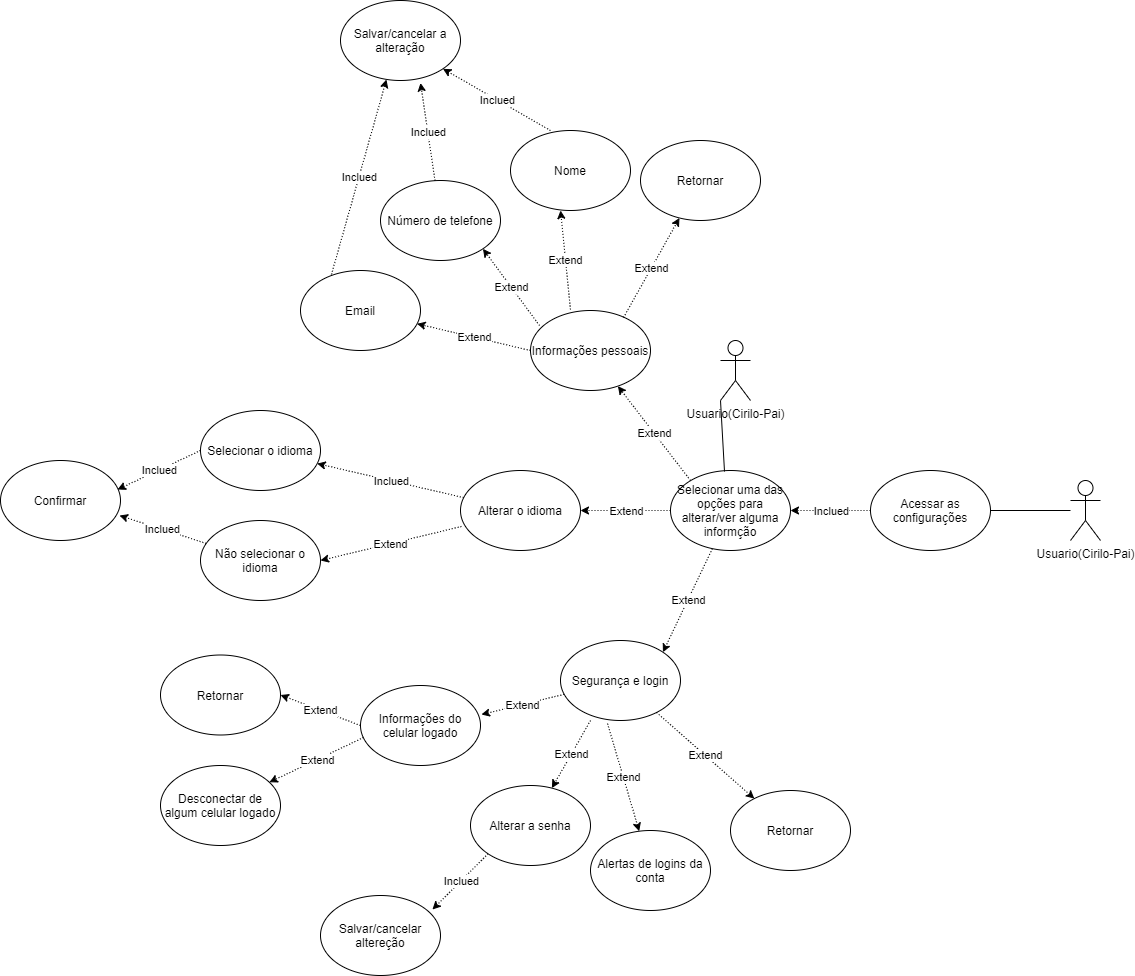 Salvar/cancelar a
alteração
Inclued
Inclued
Inclued
Nome
Retornar
Número de telefone
Extend
Extend
Extend
Email
Extend
Informações pessoais
Usuario(Cirilo-Pai)
Extend
Selecionar o idioma
Inclued
Inclued
Confirmar
Alterar o idioma
Extend
Selecionar uma das
opções para
alterar/ver alguma
informção
Inclued
Acessar as
configurações
Usuario(Cirilo-Pai)
Inclued
Extend
Não selecionar o
idioma
Extend
Segurança e login
Retornar
Extend
Informações do
celular logado
Extend
Extend
Extend
Extend
Extend
Desconectar de
algum celular logado
Alterar a senha
Retornar
Alertas de logins da
conta
Inclued
Salvar/cancelar
altereção